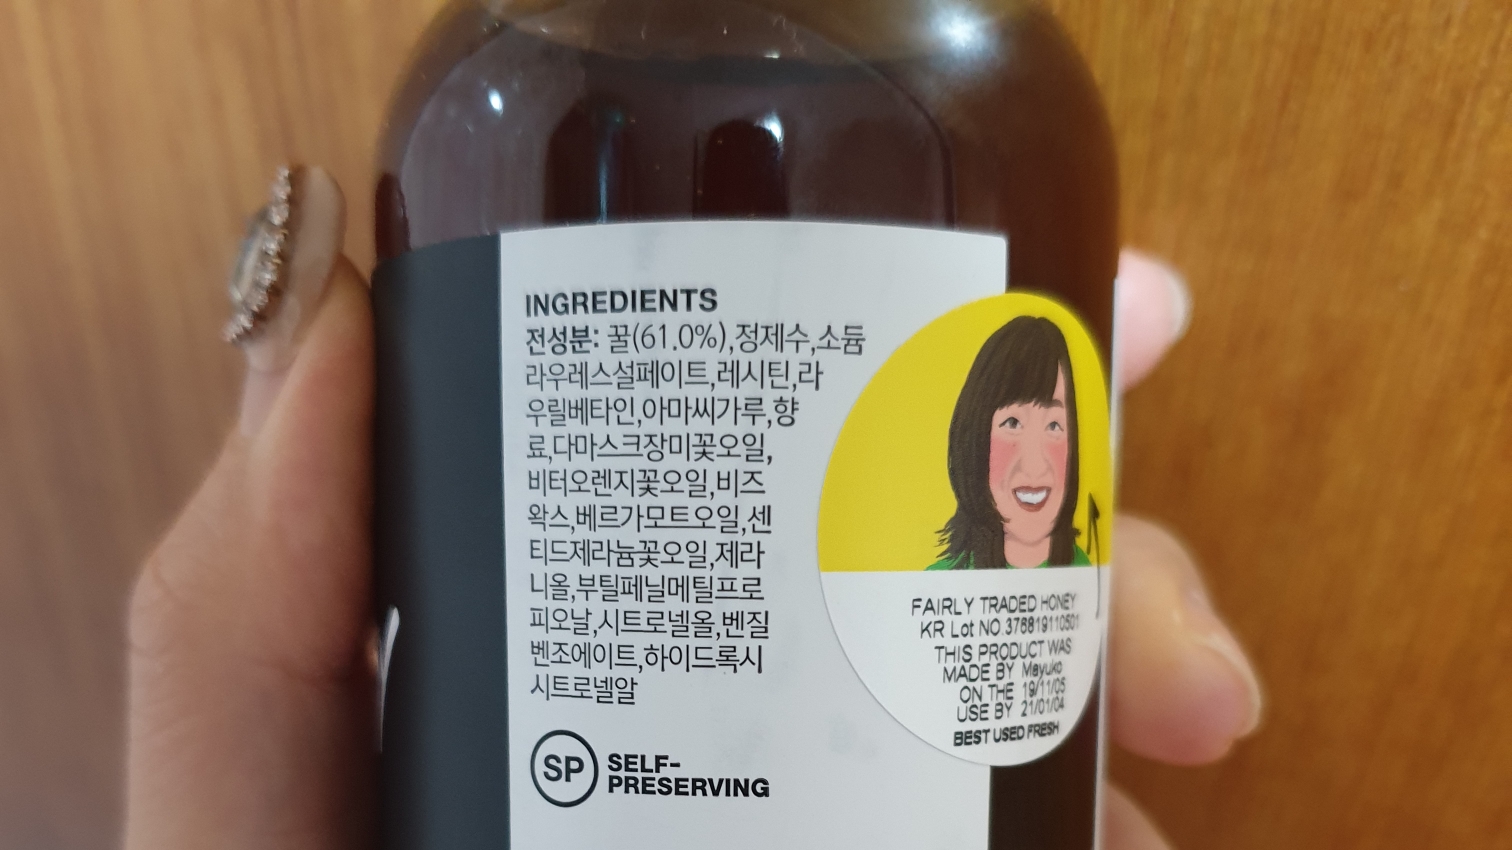 INGREDIENTS
전성분: 꿀(61.0%),정제수,소듐
라우레스설페이트,레시틴,라
우릴베타인,아마씨가루,향
료,다마스크장미꽃오일,
비터오렌지꽃오일,비즈
왁스,베르가모트오일,센
티드제라늄꽃오일,제라
니올,부틸페닐메틸프로
피오날,시트로넬올,벤질
벤조에이트,하이드록시
시트로넬알
SP SELF-
PRESERVING
FAIRLY TRADED HONEY
KR Lot NO.376819110501
THIS PRODUCT WAS
MADE BY Mayuko
ON THE 19/11/05
USE BY 21/01/04
BEST USED FRESH